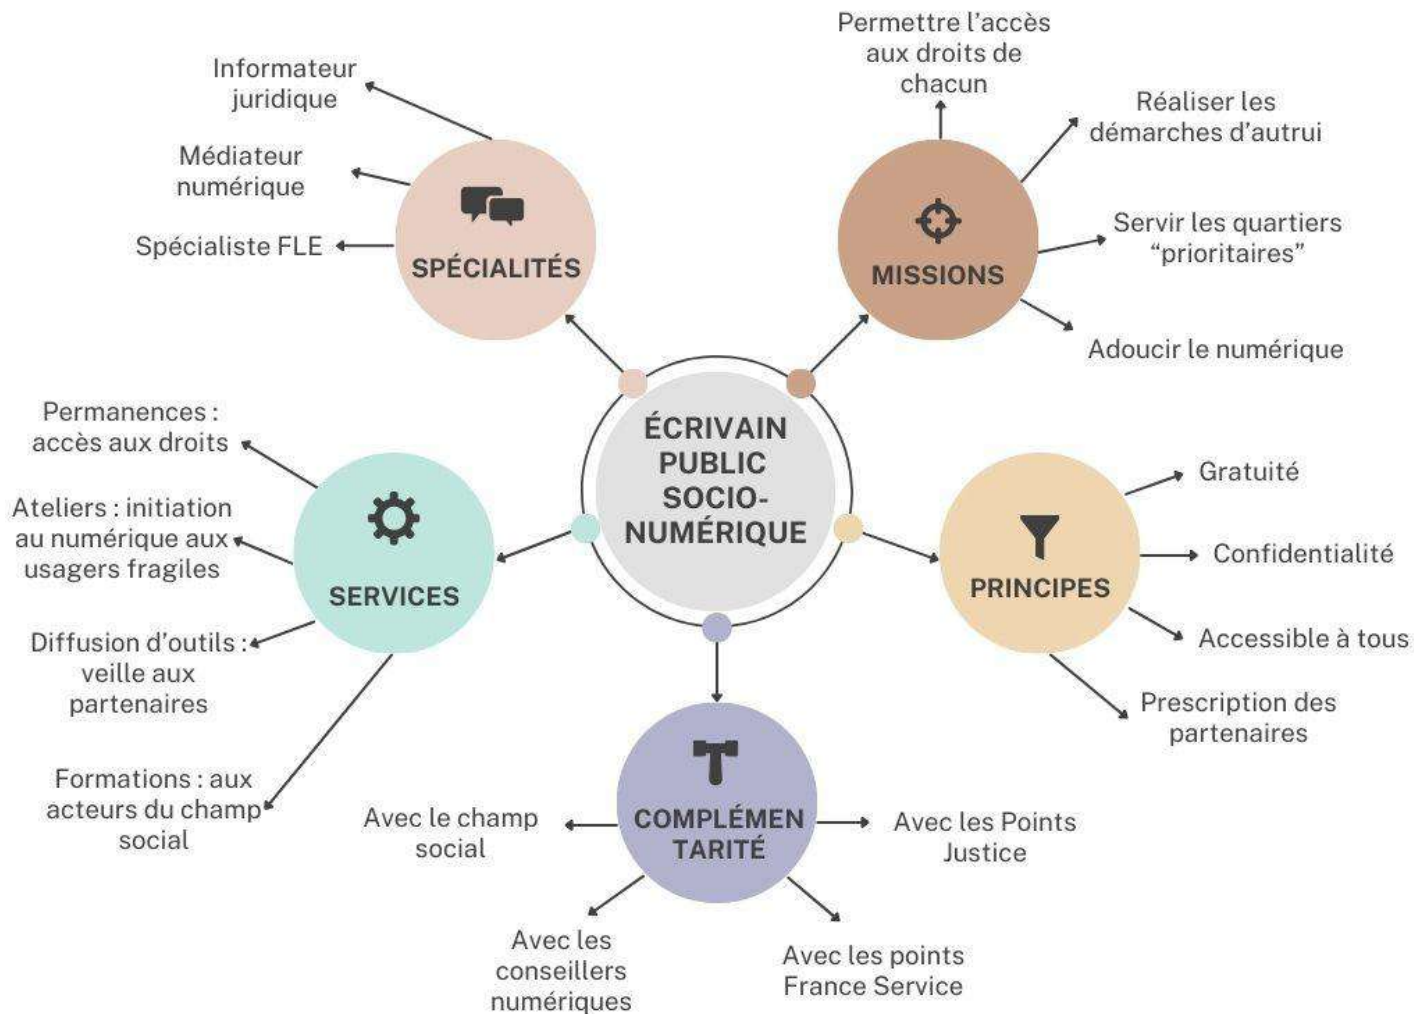 ÉCRIVAIN
PUBLIC
SOCIO-
NUMÉRIQUE
SPÉCIALITÉS
Informateur
juridique
Médiateur
numérique
Spécialiste FLE
MISSIONS
Permettre l’accès
aux droits de
chacun
Réaliser les
démarches d’autrui
Servir les quartiers
“prioritaires”
Adoucir le numérique
PRINCIPES
Gratuité
Confidentialité
Accessible à tous
Prescription des
partenaires
COMPLÉMEN
TARITÉ
Avec les Points
Justice
Avec les points
France Service
Avec les
conseillers
numériques
Avec le champ
social
SERVICES
Permanences :
accès aux droits
Ateliers : initiation
au numérique aux
usagers fragiles
Diffusion d’outils :
veille aux
partenaires
Formations : aux
acteurs du champ
social